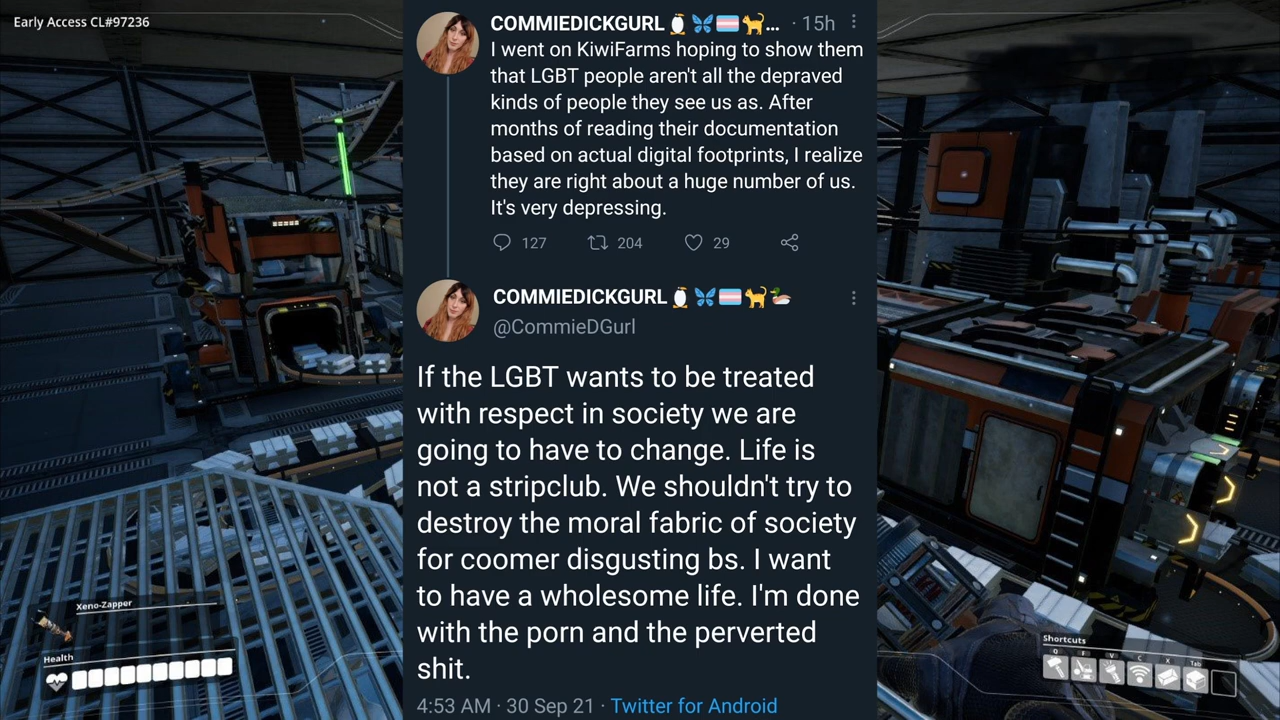 Early Access CL#97236
COMMIEDICKGURL🐧🦋🏳️‍⚧️🐈... · 15h
I went on KiwiFarms hoping to show them
that LGBT people aren't all the depraved
kinds of people they see us as. After
months of reading their documentation
based on actual digital footprints, I realize
they are right about a huge number of us.
It's very depressing.
127 204 29
COMMIEDICKGURL🐧🦋🏳️‍⚧️🐈🦆
@CommieDGurl
If the LGBT wants to be treated
with respect in society we are
going to have to change. Life is
not a stripclub. We shouldn't try to
destroy the moral fabric of society
for coomer disgusting bs. I want
to have a wholesome life. I'm done
with the porn and the perverted
shit.
4:53 AM · 30 Sep 21 · Twitter for Android
Xeno-Zapper
Health
Shortcuts
Q F V C X Tab